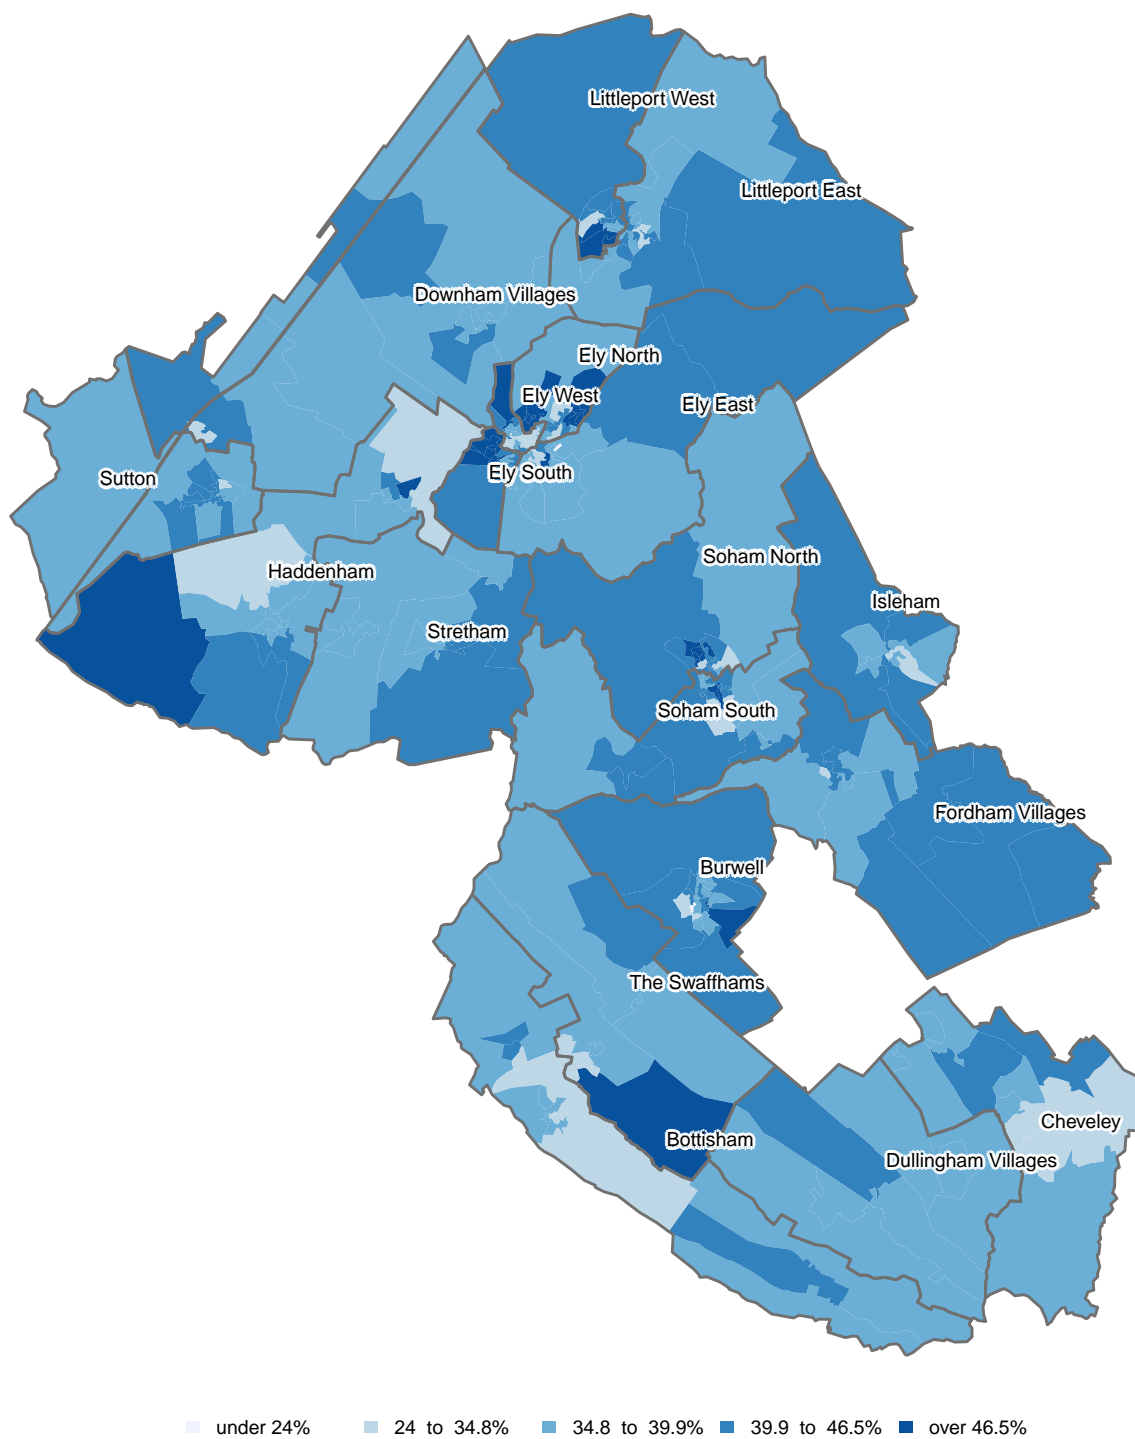 Littleport West
Littleport East
Downham Villages
Ely North
Ely West
Ely East
Ely South
Sutton
Soham North
Haddenham
Isleham
Stretham
Soham South
Fordham Villages
Burwell
The Swaffhams
Cheveley
Bottisham
Dullingham Villages
under 24% 24 to 34.8% 34.8 to 39.9% 39.9 to 46.5% over 46.5%